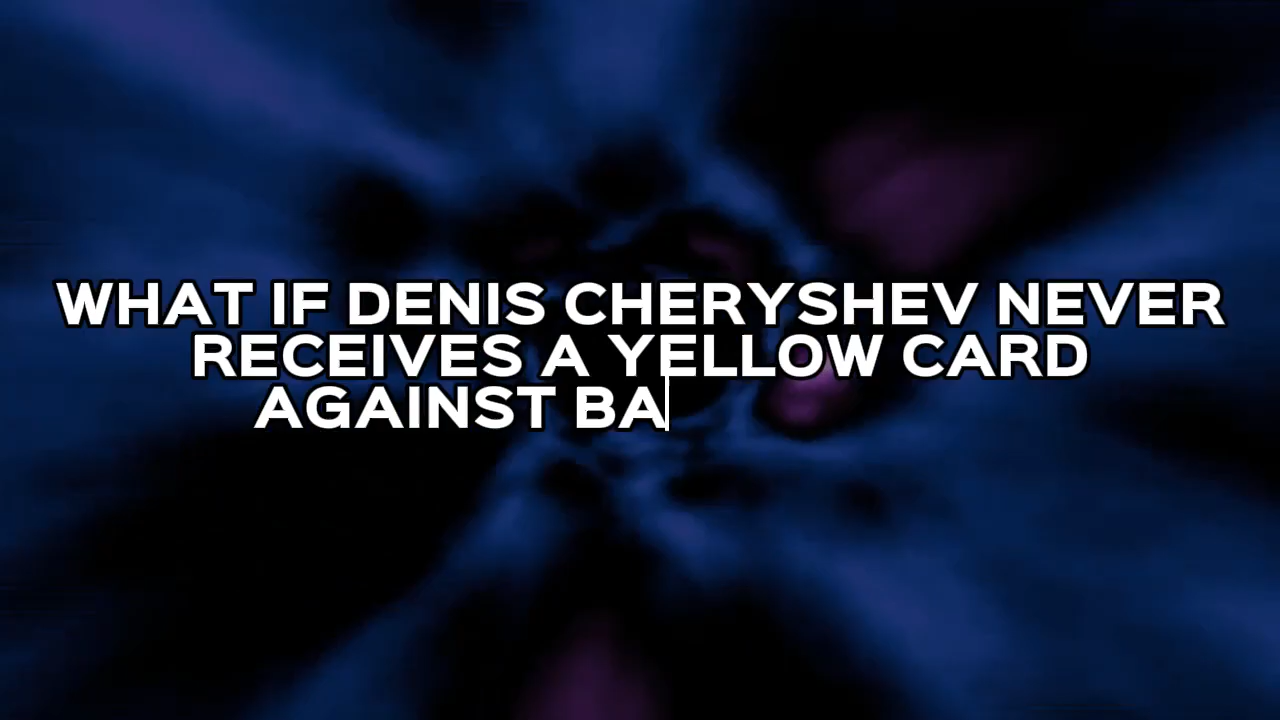 WHAT IF DENIS CHERYSHEV NEVER
RECEIVES A YELLOW CARD
AGAINST BA